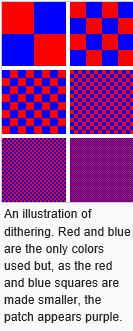 An illustration of
dithering. Red and blue
are the only colors
used but, as the red
and blue squares are
made smaller, the
patch appears purple.